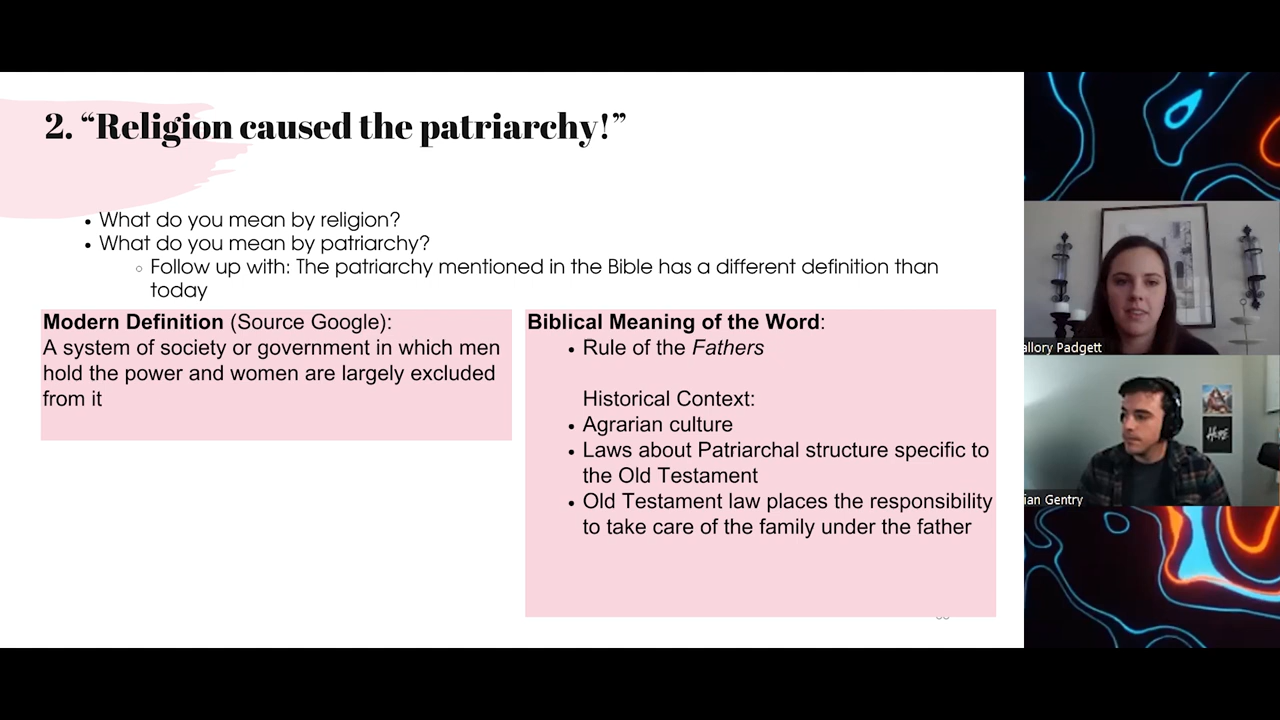 2. “Religion caused the patriarchy!”
• What do you mean by religion?
• What do you mean by patriarchy?
○ Follow up with: The patriarchy mentioned in the Bible has a different definition than
today
Modern Definition (Source Google):
A system of society or government in which men
hold the power and women are largely excluded
from it
Biblical Meaning of the Word:
• Rule of the Fathers
Historical Context:
• Agrarian culture
• Laws about Patriarchal structure specific to
the Old Testament
• Old Testament law places the responsibility
to take care of the family under the father
allory Padgett
HOPE
ian Gentry